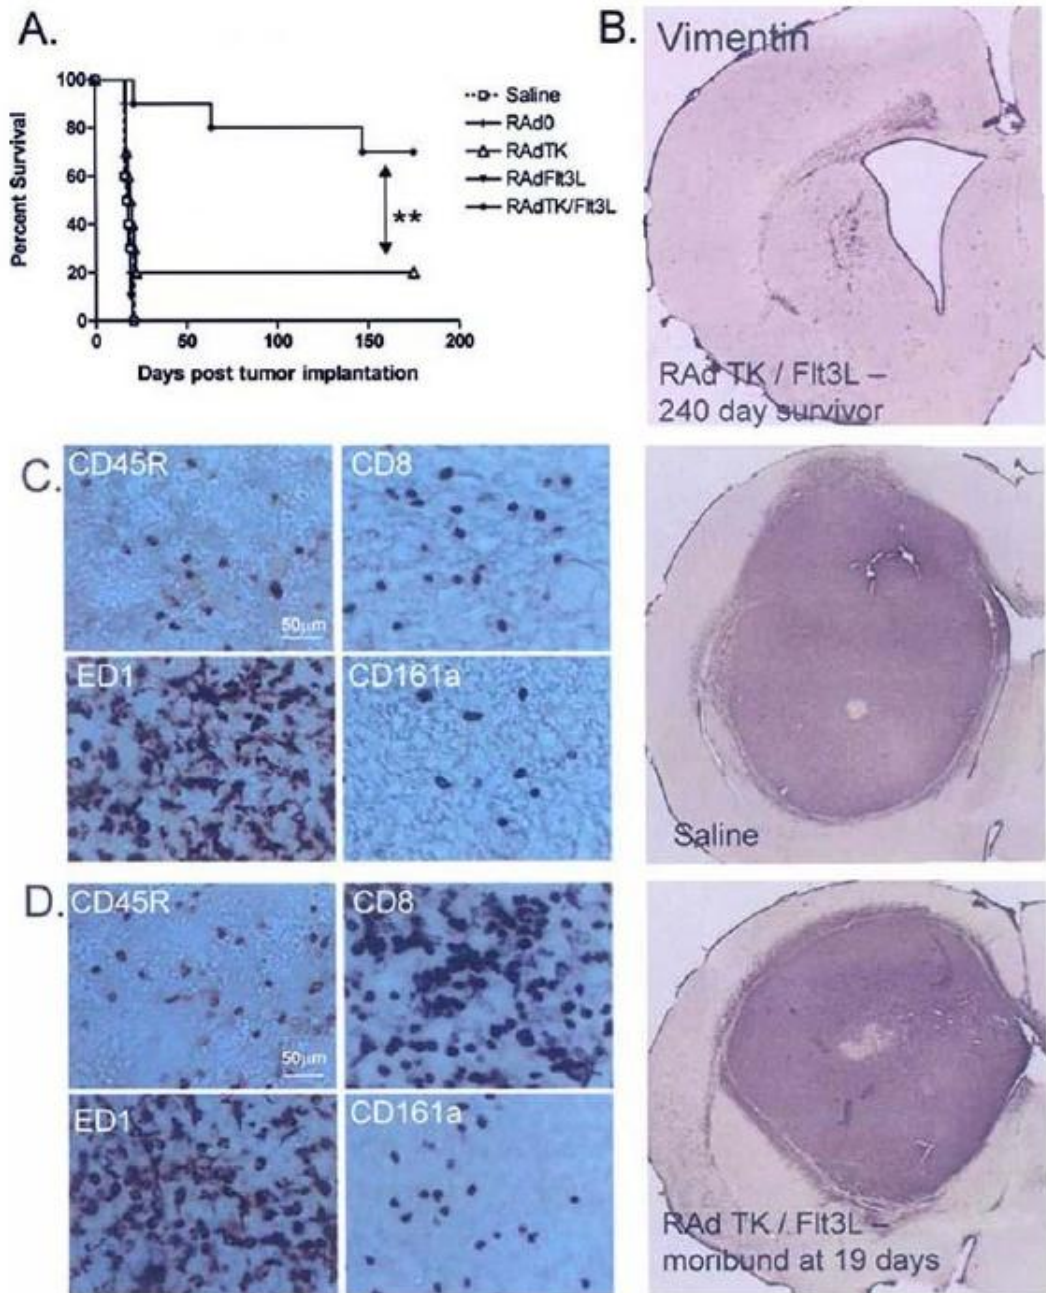 A.
100
80
60
40
20
0
Percent Survival
0 50 100 150 200
Days post tumor implantation
**
Saline
RAd0
RAdTK
RAdFlt3L
RAdTK/Flt3L
B.
Vimentin
RAd TK / Flt3L –
240 day survivor
Saline
RAd TK / Flt3L –
moribund at 19 days
C.
CD45R
50µm
CD8
ED1
CD161a
D.
CD45R
50µm
CD8
ED1
CD161a